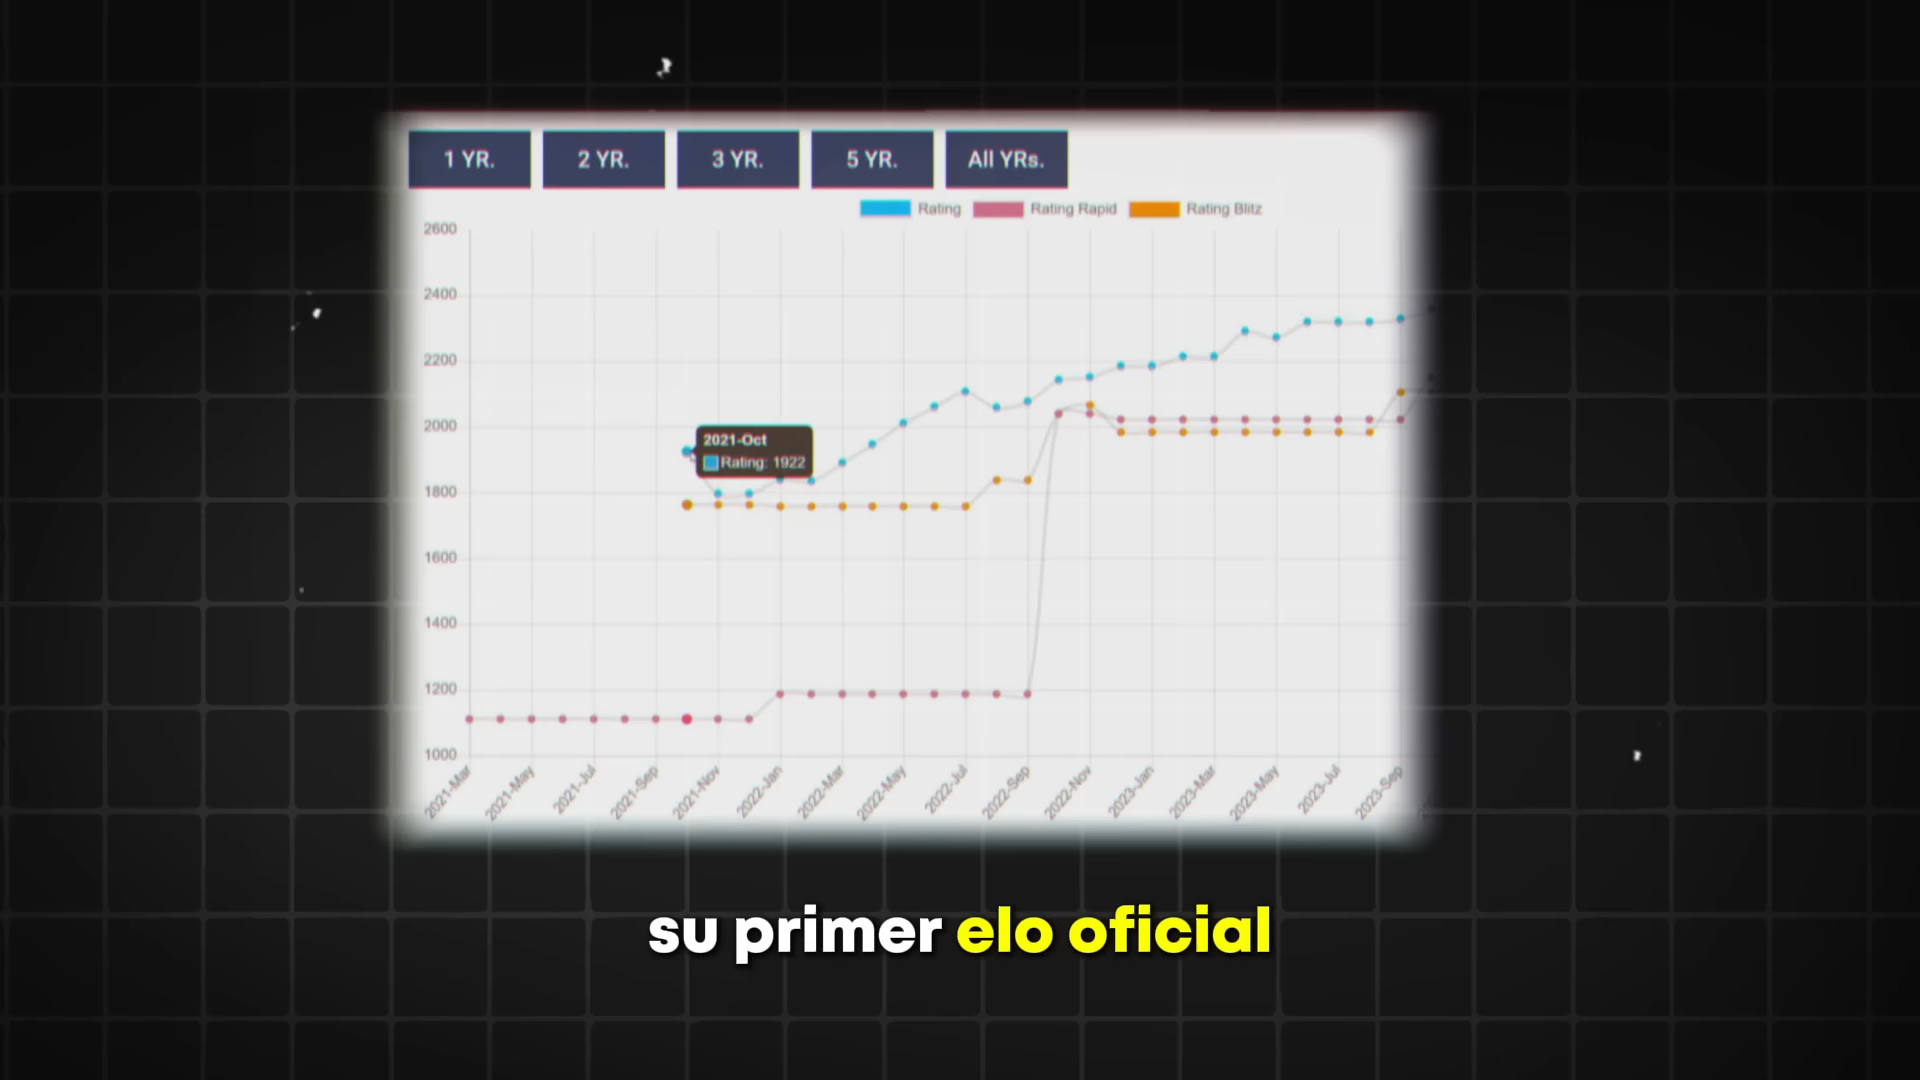 1 YR. 2 YR. 3 YR. 5 YR. All YRs.
Rating Rating Rapid Rating Blitz
2600
2400
2200
2000
1800
1600
1400
1200
1000
2021-Oct
Rating: 1922
2021-Mar 2021-May 2021-Jul 2021-Sep 2021-Nov 2022-Jan 2022-Mar 2022-May 2022-Jul 2022-Sep 2022-Nov 2023-Jan 2023-Mar 2023-May 2023-Jul 2023-Sep
su primer elo oficial